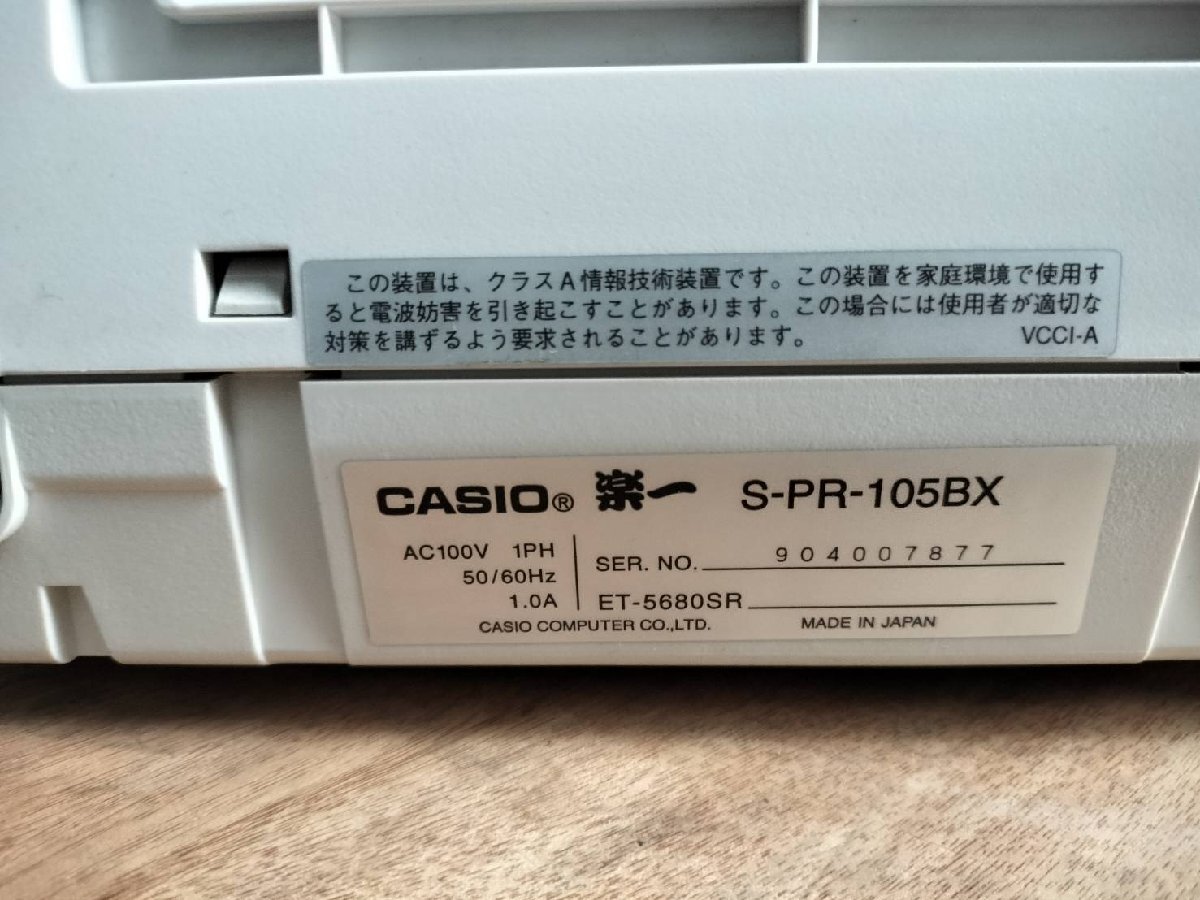 この装置は、クラスA情報技術装置です。この装置を家庭環境で使用す
ると電波妨害を引き起こすことがあります。この場合には使用者が適切な
対策を講ずるよう要求されることがあります。 VCCI-A
CASIO® 楽一 S-PR-105BX
AC100V 1PH
50/60Hz
1.0A
SER. NO. 904007877
ET-5680SR
CASIO COMPUTER CO.,LTD. MADE IN JAPAN